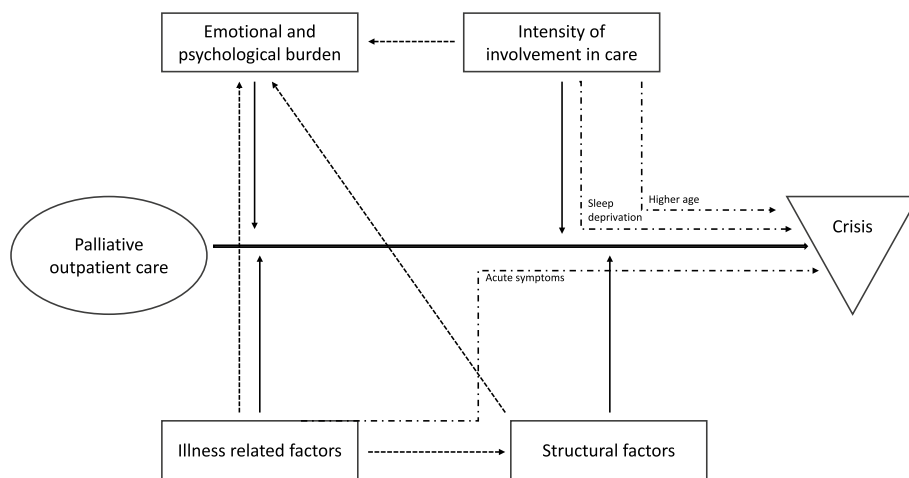 Emotional and
psychological burden
Intensity of
involvement in care
Sleep
deprivation
Higher age
Crisis
Palliative
outpatient care
Acute symptoms
Illness related factors
Structural factors